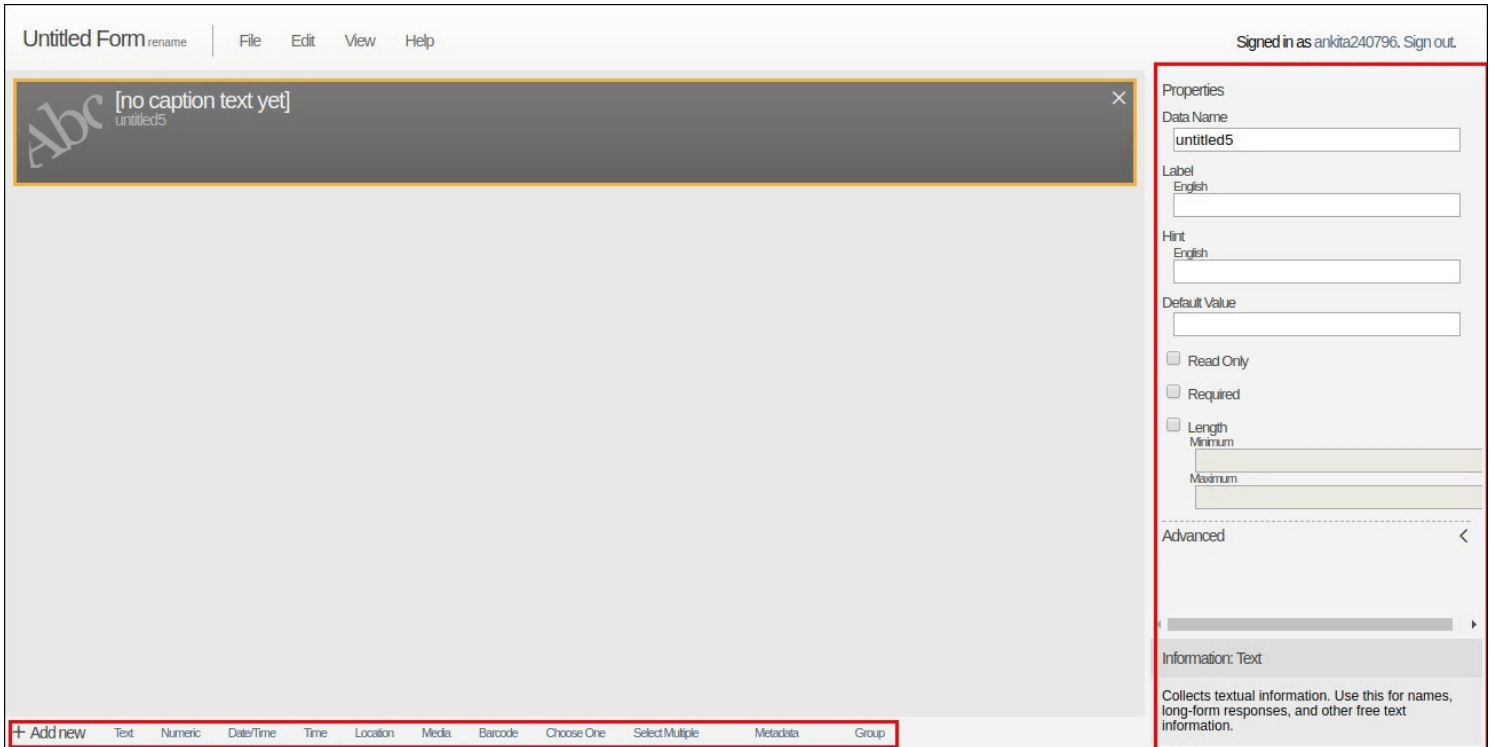 Untitled Form rename File Edit View Help Signed in as ankita240796. Sign out.
Abc
[no caption text yet]
untitled5
Properties
Data Name
untitled5
Label
English
Hint
English
Default Value
Read Only
Required
Length
Minimum
Maximum
Advanced
Information: Text
Collects textual information. Use this for names,
long-form responses, and other free text
information.
+ Add new Text Numeric Date/Time Time Location Media Barcode Choose One Select Multiple Metadata Group